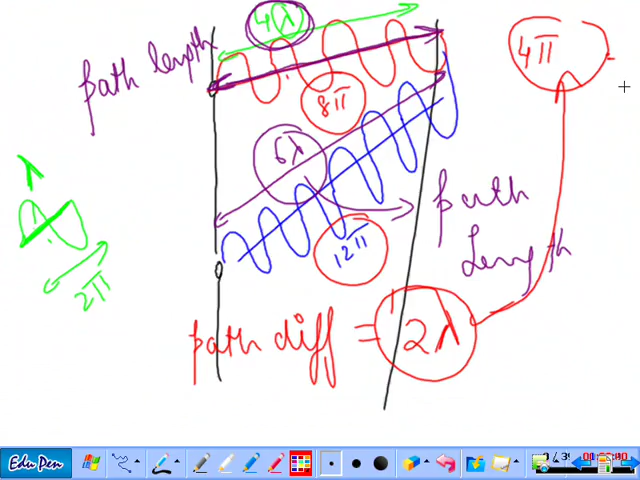 4λ
path length
4π
8π
6λ
λ
path
Length
2π
12π
path diff = 2λ
Edu Pen